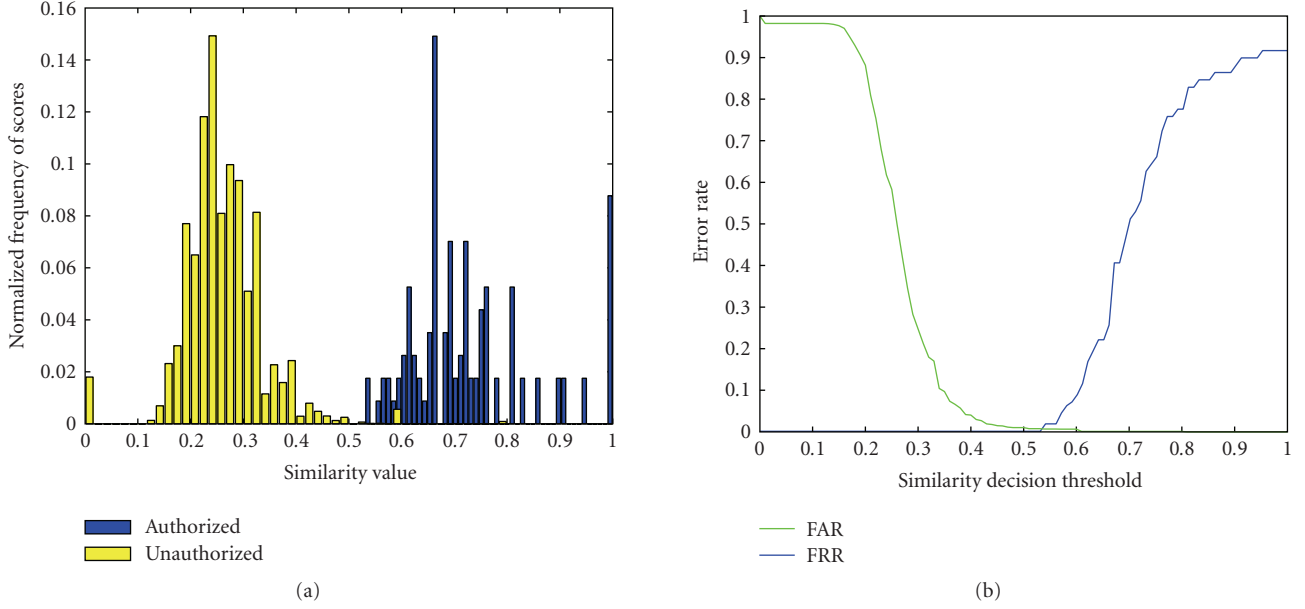 0.16
0.14
0.12
0.1
0.08
0.06
0.04
0.02
0
Normalized frequency of scores
0 0.1 0.2 0.3 0.4 0.5 0.6 0.7 0.8 0.9 1
Similarity value
Authorized
Unauthorized
(a)
1
0.9
0.8
0.7
0.6
0.5
0.4
0.3
0.2
0.1
0
Error rate
0 0.1 0.2 0.3 0.4 0.5 0.6 0.7 0.8 0.9 1
Similarity decision threshold
FAR
FRR
(b)